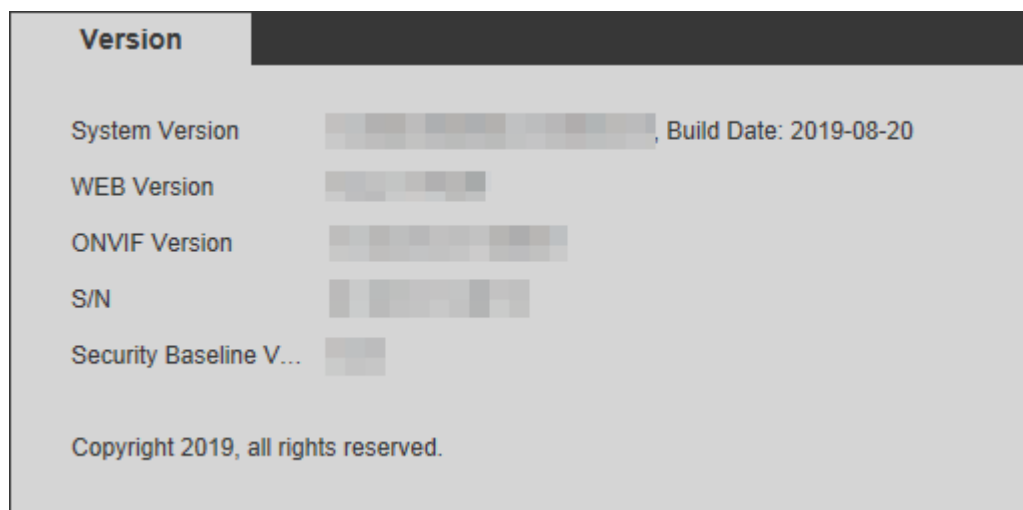 Version
System Version , Build Date: 2019-08-20
WEB Version
ONVIF Version
S/N
Security Baseline V...
Copyright 2019, all rights reserved.